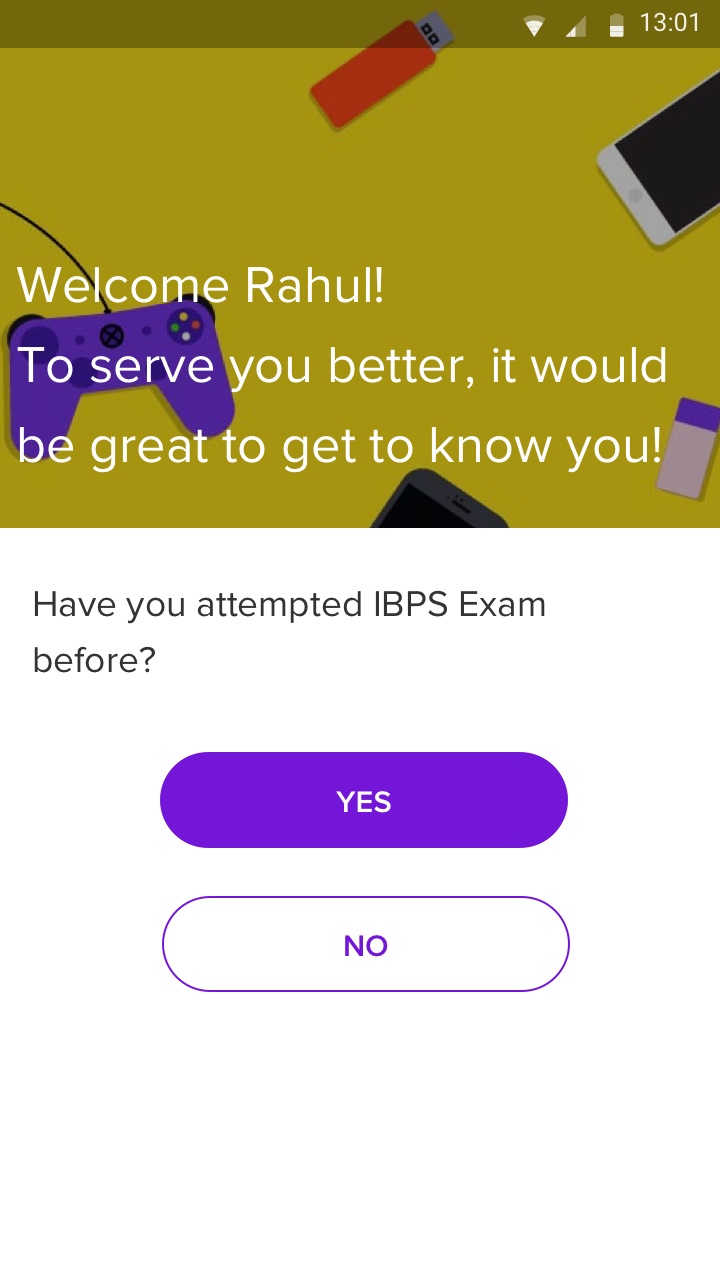 13:01
Welcome Rahul!
To serve you better, it would
be great to get to know you!
Have you attempted IBPS Exam
before?
YES
NO